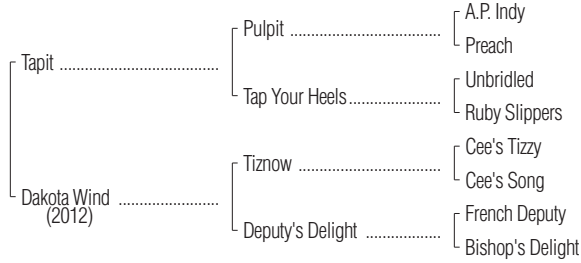 A.P. Indy
Pulpit ................................
Preach
Tapit ..................................
Unbridled
Tap Your Heels...................
Ruby Slippers
Cee's Tizzy
Tiznow ..............................
Cee's Song
Dakota Wind .....................
(2012)
French Deputy
Deputy's Delight ................
Bishop's Delight